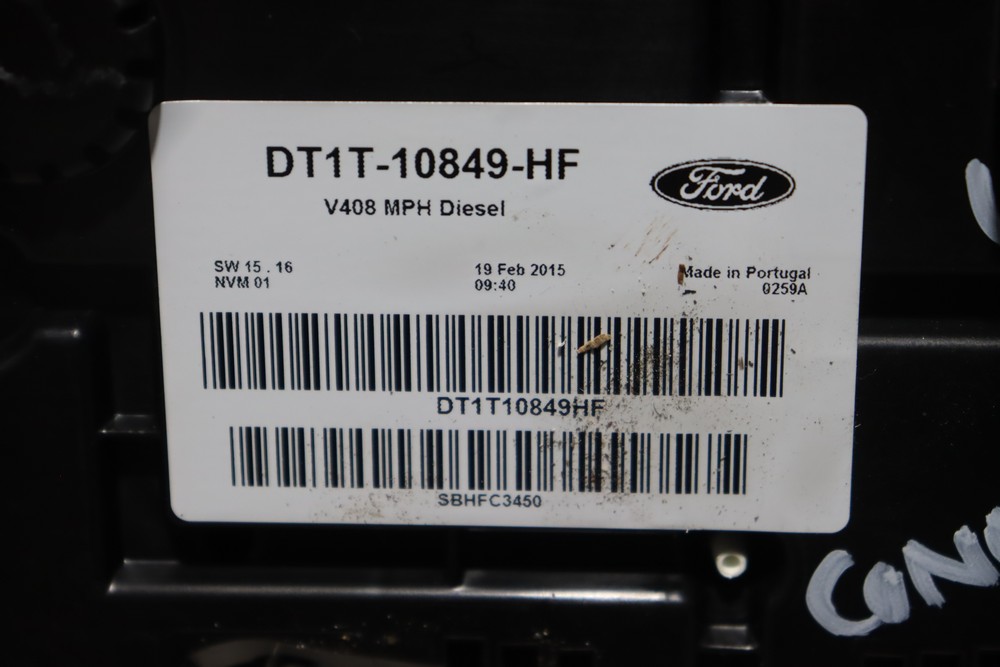 DT1T-10849-HF
Ford
V408 MPH Diesel
SW 15 . 16
NVM 01
19 Feb 2015
09:40
Made in Portugal
0259A
DT1T10849HF
SBHFC3450